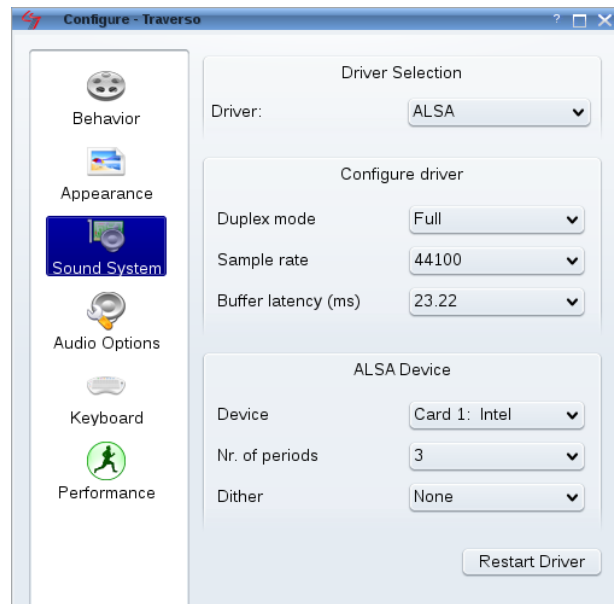 Configure - Traverso
Behavior
Appearance
Sound System
Audio Options
Keyboard
Performance
Driver Selection
Driver: ALSA
Configure driver
Duplex mode Full
Sample rate 44100
Buffer latency (ms) 23.22
ALSA Device
Device Card 1: Intel
Nr. of periods 3
Dither None
Restart Driver